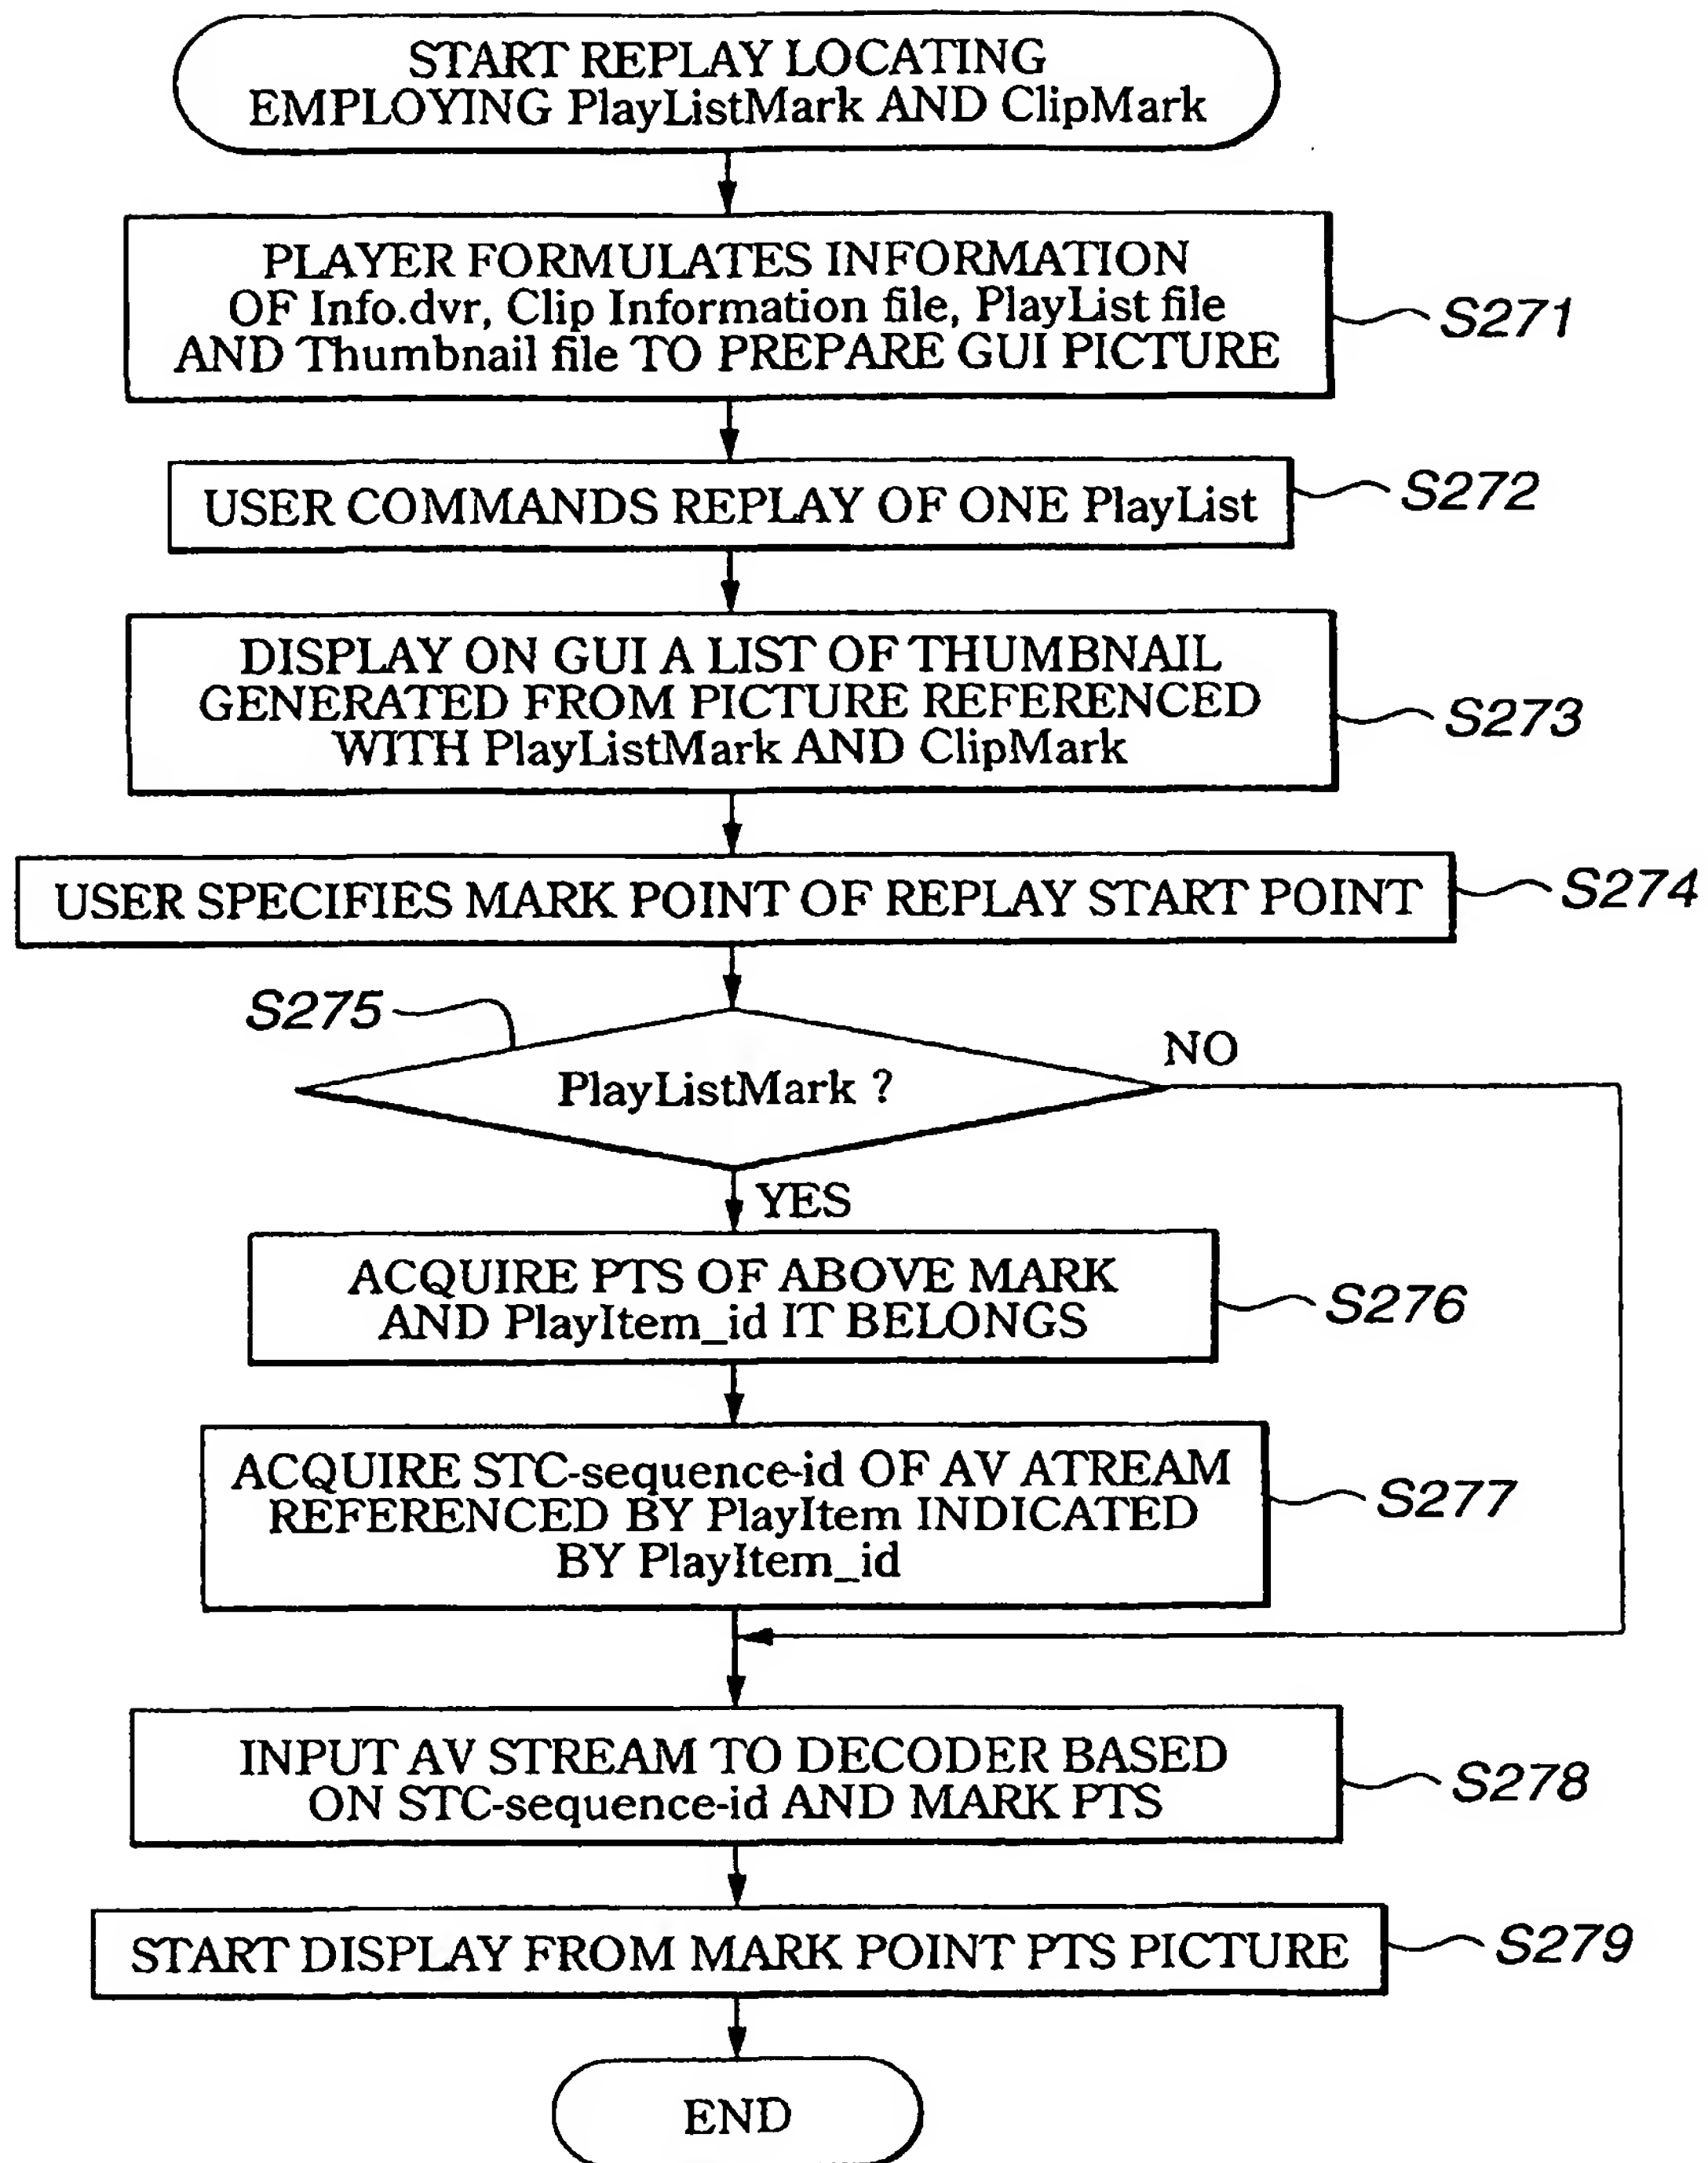 START REPLAY LOCATING
EMPLOYING PlayListMark AND ClipMark
PLAYER FORMULATES INFORMATION
OF Info.dvr, Clip Information file, PlayList file
AND Thumbnail file TO PREPARE GUI PICTURE
S271
USER COMMANDS REPLAY OF ONE PlayList
S272
DISPLAY ON GUI A LIST OF THUMBNAIL
GENERATED FROM PICTURE REFERENCED
WITH PlayListMark AND ClipMark
S273
USER SPECIFIES MARK POINT OF REPLAY START POINT
S274
S275
PlayListMark ?
NO
YES
ACQUIRE PTS OF ABOVE MARK
AND PlayItem_id IT BELONGS
S276
ACQUIRE STC-sequence-id OF AV ATREAM
REFERENCED BY PlayItem INDICATED
BY PlayItem_id
S277
INPUT AV STREAM TO DECODER BASED
ON STC-sequence-id AND MARK PTS
S278
START DISPLAY FROM MARK POINT PTS PICTURE
S279
END